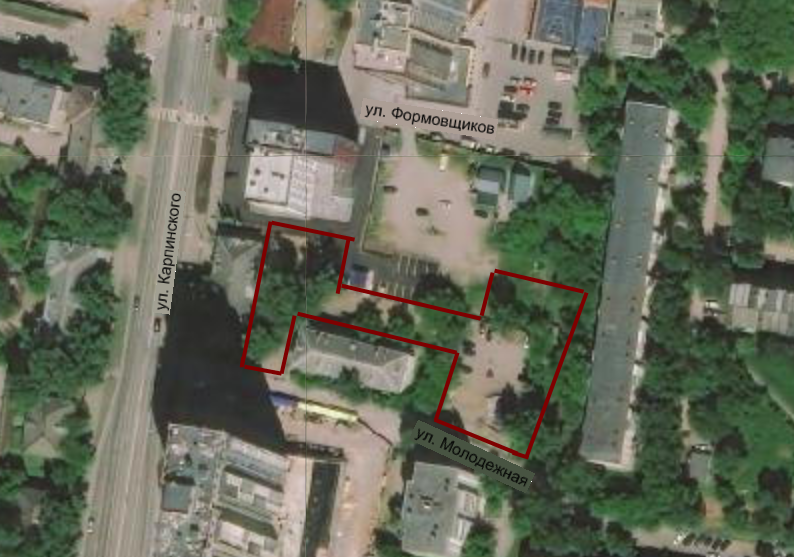 ул. Формовщиков
ул. Карпинского
ул. Молодежная